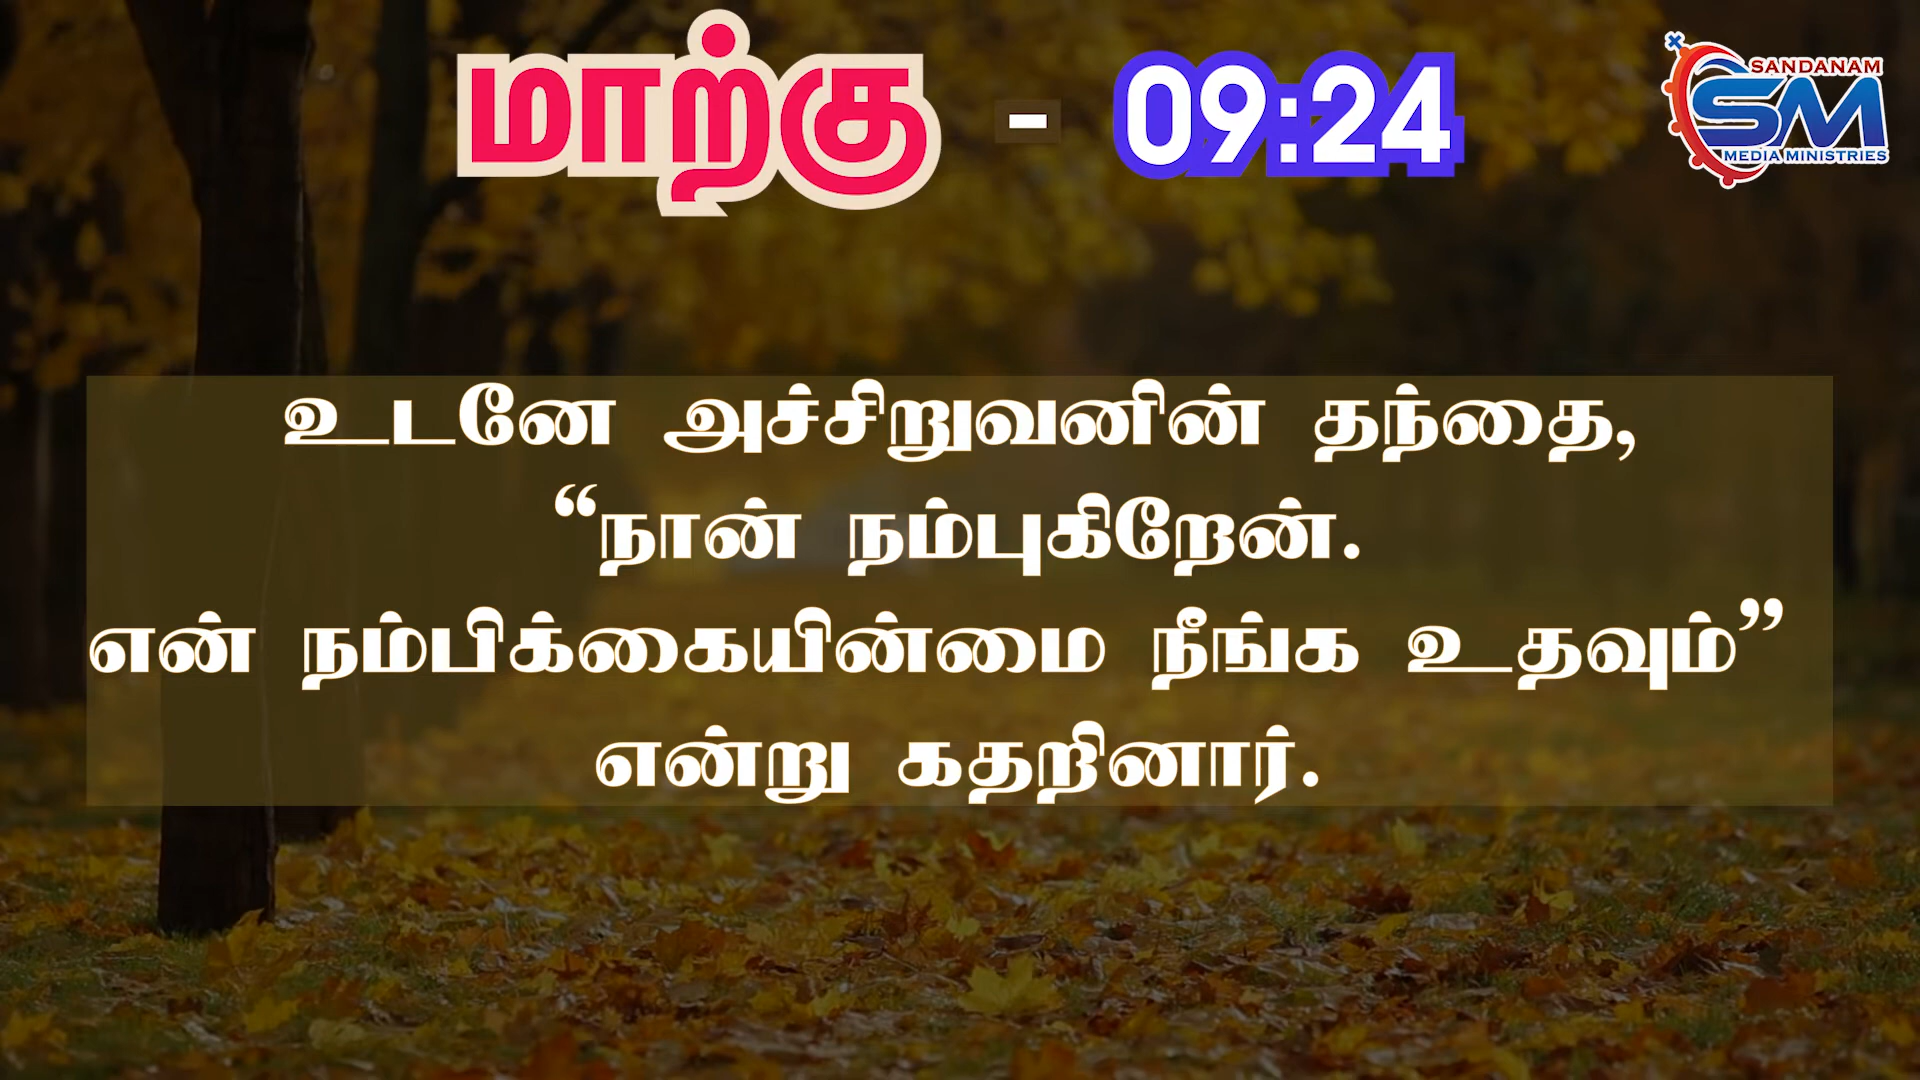 மாற்கு - 09:24
SANDANAM
SM
MEDIA MINISTRIES
உடனே அச்சிறுவனின் தந்தை,
“நான் நம்புகிறேன்.
என் நம்பிக்கையின்மை நீங்க உதவும்”
என்று கதறினார்.